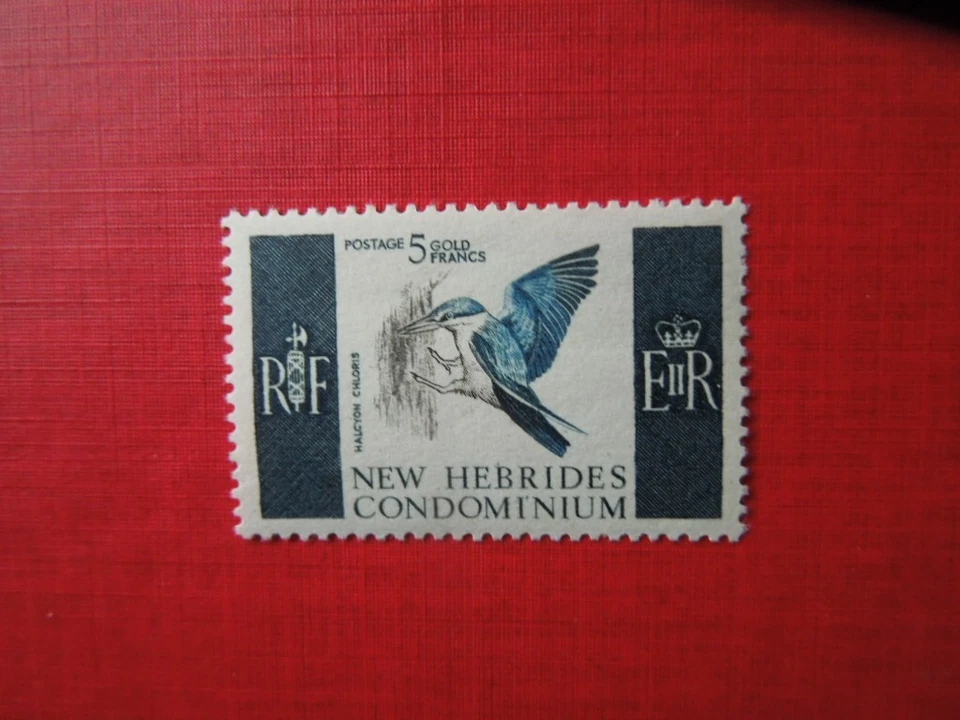 POSTAGE 5 GOLD FRANCS
RF
EIIR
HALCYON CHLORIS
NEW HEBRIDES
CONDOMINIUM